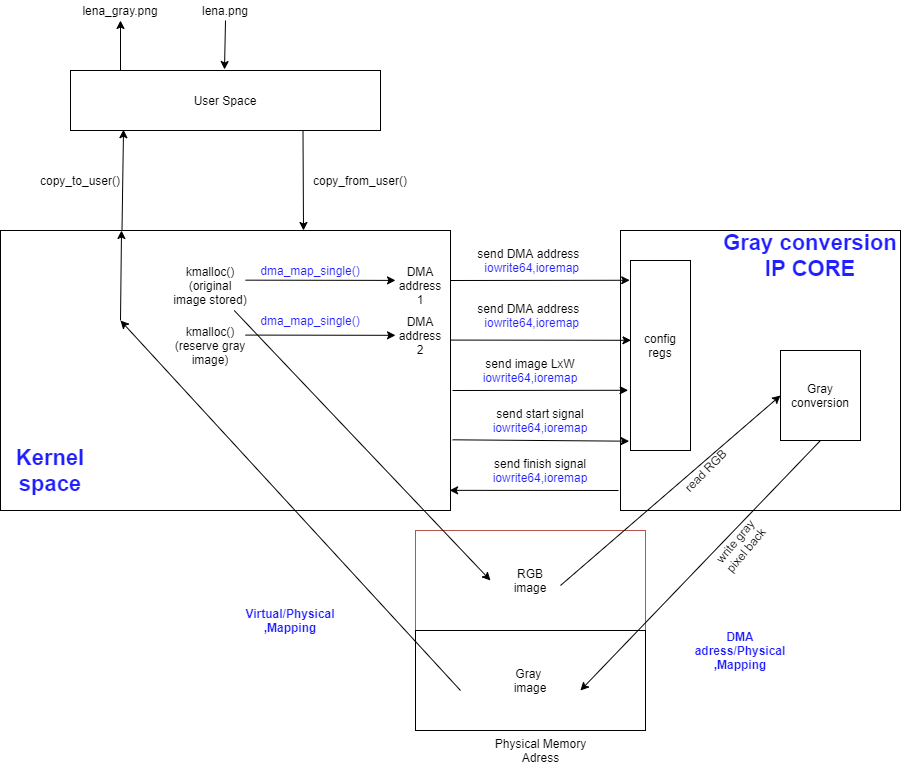 lena_gray.png
lena.png
User Space
copy_to_user()
copy_from_user()
Gray conversion
IP CORE
kmalloc()
(original
image stored)
dma_map_single()
DMA
address
1
send DMA address
iowrite64,ioremap
kmalloc()
(reserve gray
image)
dma_map_single()
DMA
address
2
send DMA address
iowrite64,ioremap
config
regs
send image LxW
iowrite64,ioremap
Gray
conversion
send start signal
iowrite64,ioremap
Kernel
space
send finish signal
iowrite64,ioremap
read RGB
write gray
pixel back
RGB
image
Virtual/Physical
,Mapping
DMA
adress/Physical
,Mapping
Gray
image
Physical Memory
Adress